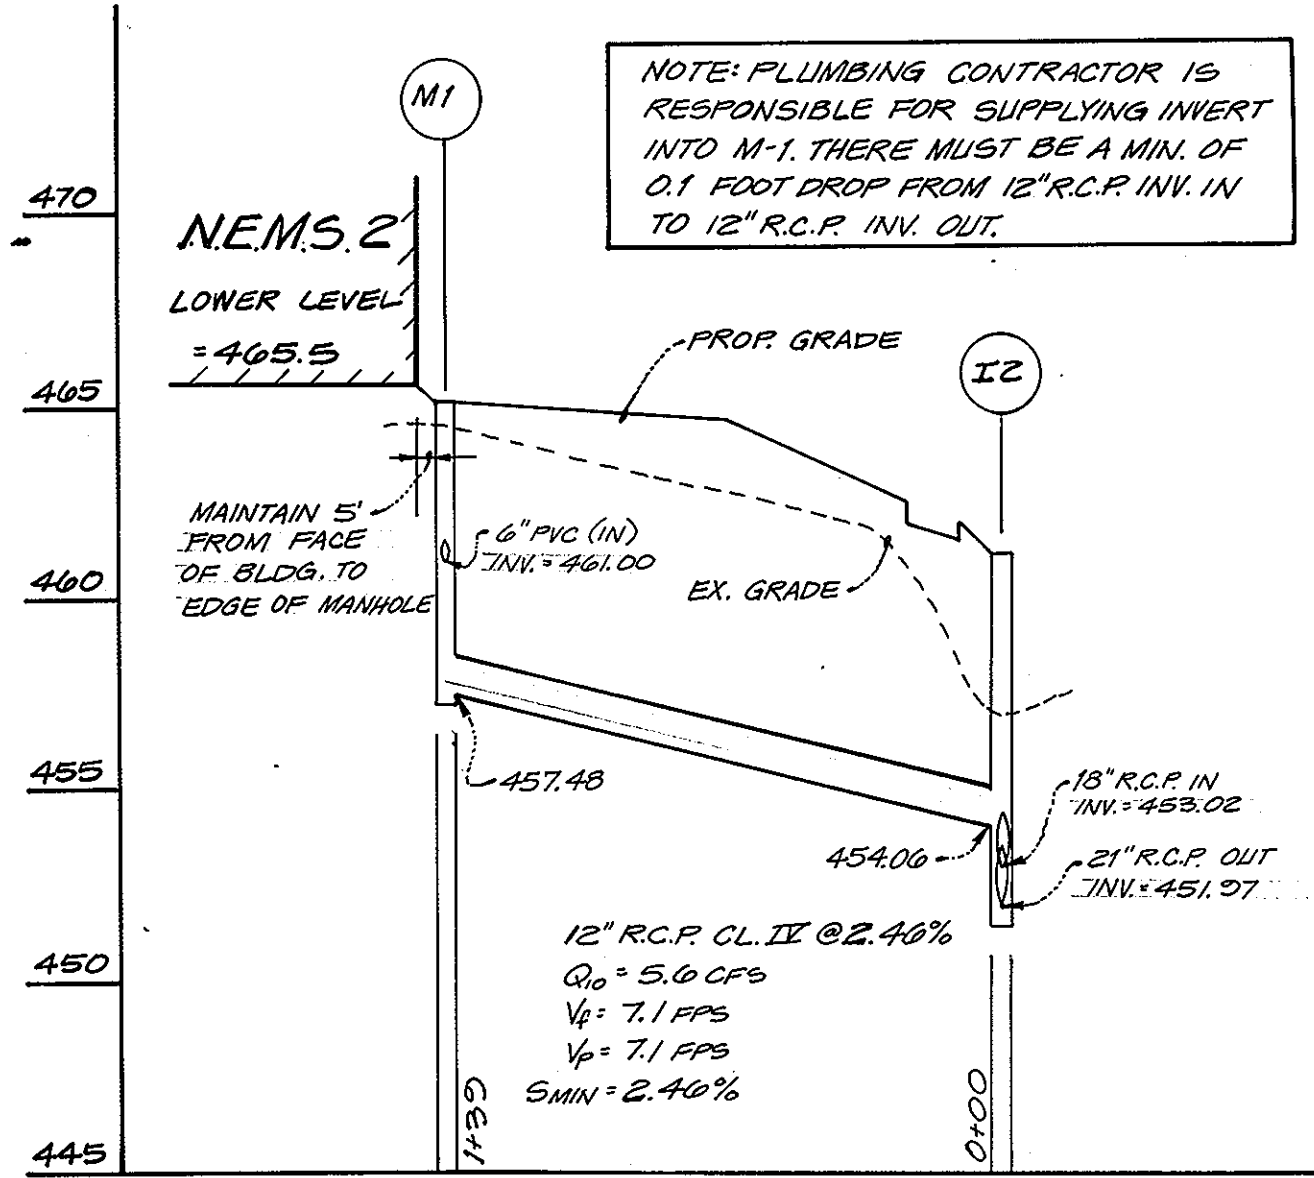 M1
NOTE: PLUMBING CONTRACTOR IS
RESPONSIBLE FOR SUPPLYING INVERT
INTO M-1. THERE MUST BE A MIN. OF
0.1 FOOT DROP FROM 12" R.C.P. INV. IN
TO 12" R.C.P. INV. OUT.
470
N.E.M.S. 2
LOWER LEVEL
= 465.5
PROP. GRADE
I2
465
MAINTAIN 5'
FROM FACE
OF BLDG. TO
EDGE OF MANHOLE
6" PVC (IN)
INV. = 461.00
460
EX. GRADE
455
457.48
18" R.C.P. IN
INV. = 453.02
454.06
21" R.C.P. OUT
INV. = 451.97
450
12" R.C.P. CL. IV @ 2.46%
Q10 = 5.6 CFS
Vf = 7.1 FPS
Vp = 7.1 FPS
SMIN = 2.46%
1+39
0+00
445